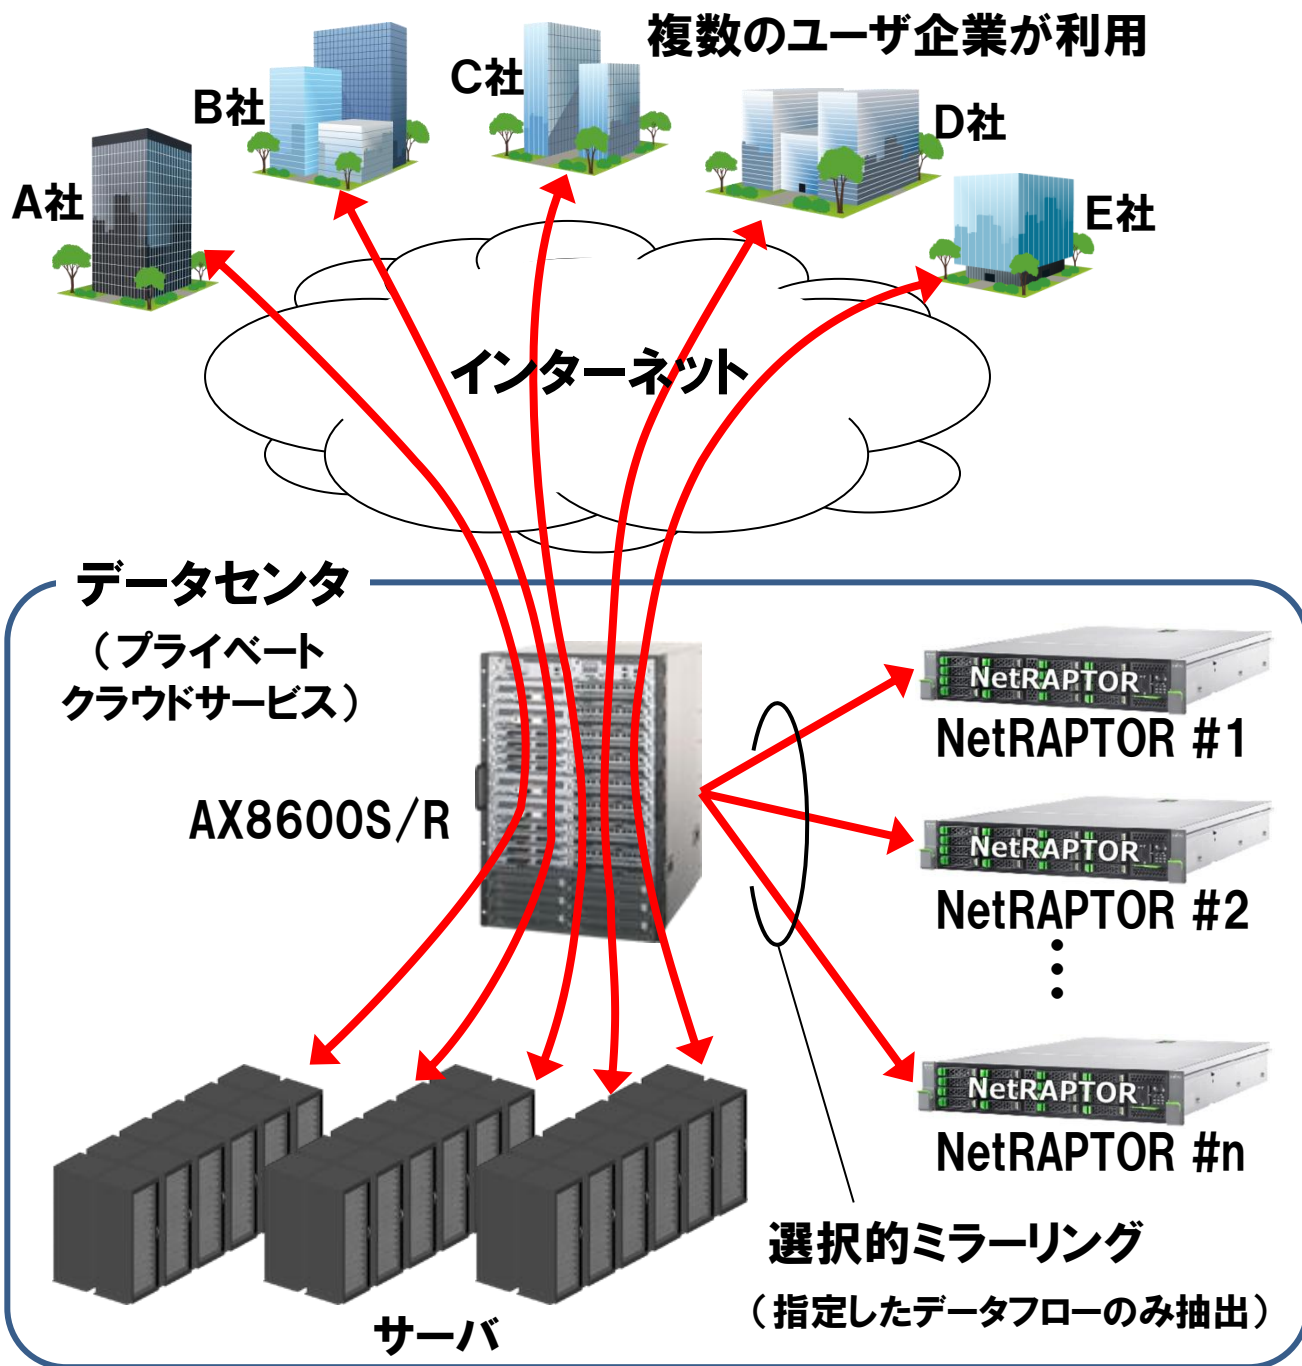 複数のユーザ企業が利用
A社
B社
C社
D社
E社
インターネット
データセンタ
（プライベート
クラウドサービス）
AX8600S/R
NetRAPTOR
NetRAPTOR #1
NetRAPTOR
NetRAPTOR #2
NetRAPTOR
NetRAPTOR #n
選択的ミラーリング
（指定したデータフローのみ抽出）
サーバ